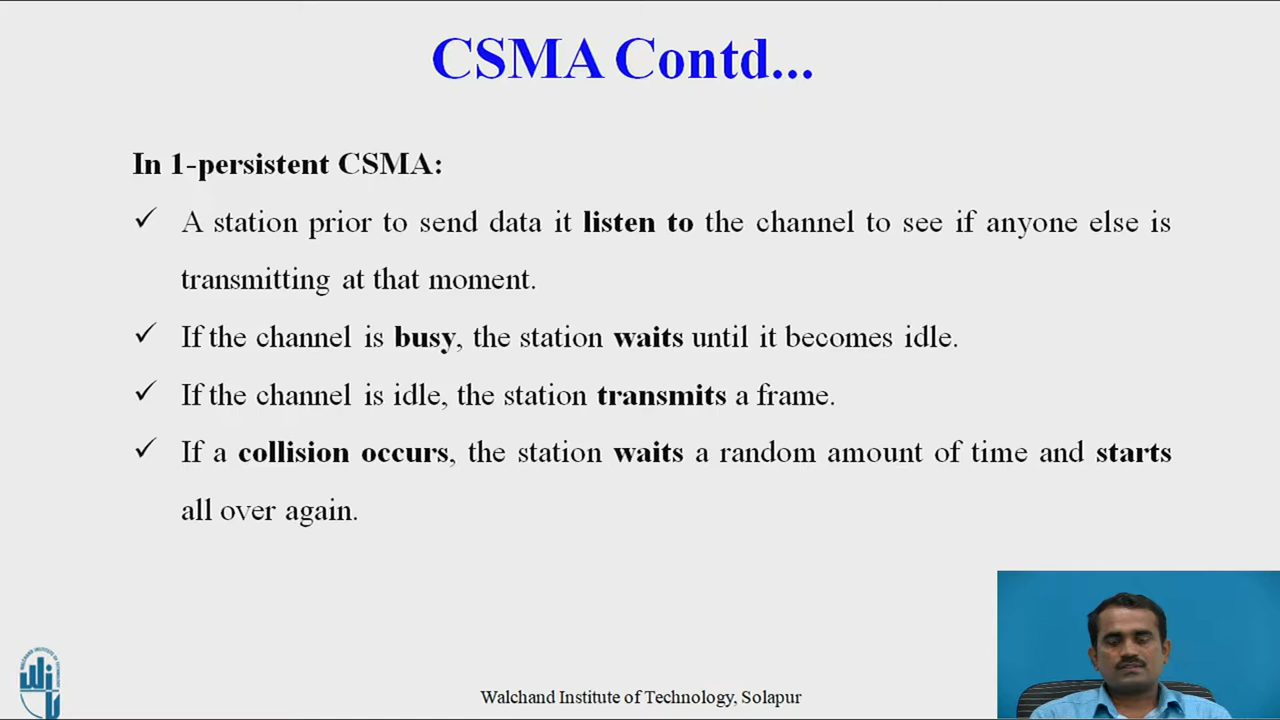 CSMA Contd...
In 1-persistent CSMA:
✓ A station prior to send data it listen to the channel to see if anyone else is
transmitting at that moment.
✓ If the channel is busy, the station waits until it becomes idle.
✓ If the channel is idle, the station transmits a frame.
✓ If a collision occurs, the station waits a random amount of time and starts
all over again.
Walchand Institute of Technology, Solapur